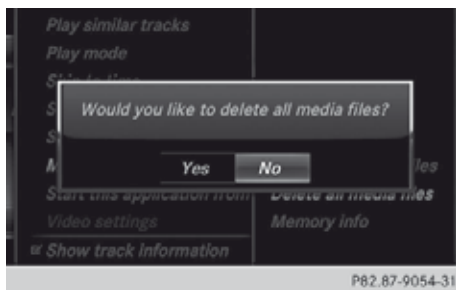 Play similar tracks
Play mode
Would you like to delete all media files?
Yes No
Start this application from
Delete all media files
Video settings
Memory info
Show track information
P82.87-9054-31